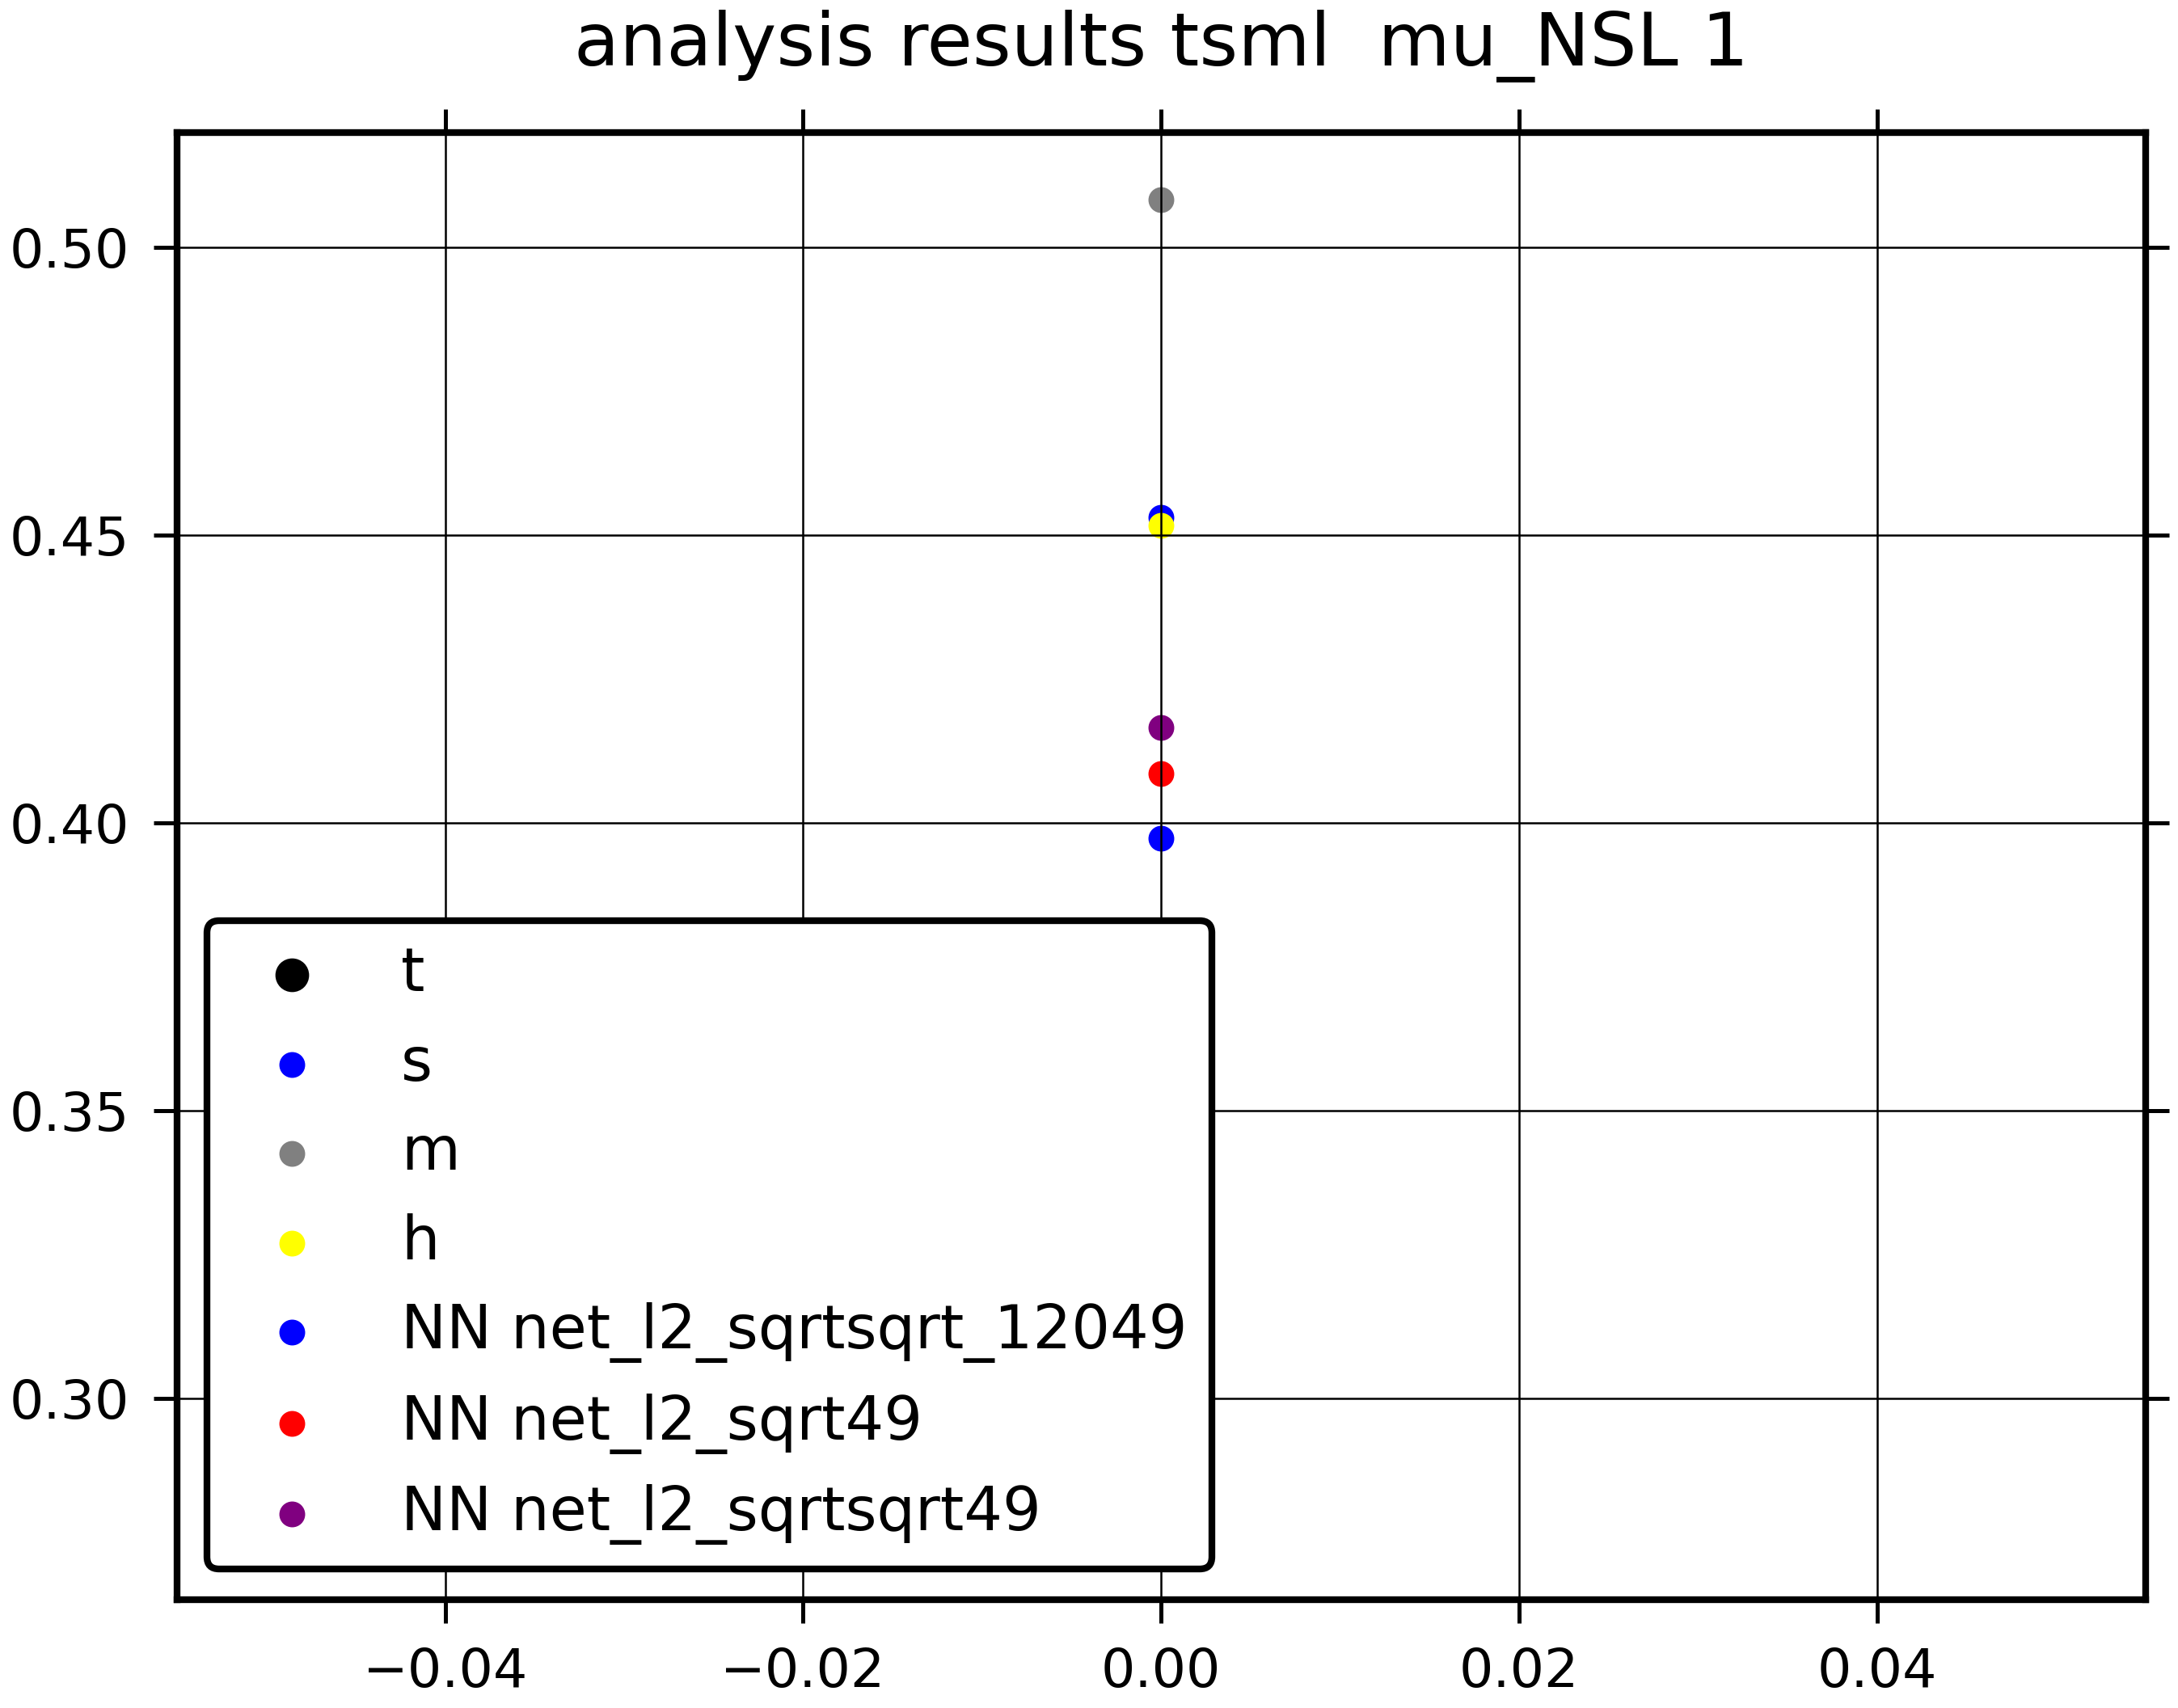 analysis results tsml  mu_NSL 1
0.50
0.45
0.40
0.35
0.30
t
s
m
h
NN net_l2_sqrtsqrt_12049
NN net_l2_sqrt49
NN net_l2_sqrtsqrt49
−0.04
−0.02
0.00
0.02
0.04